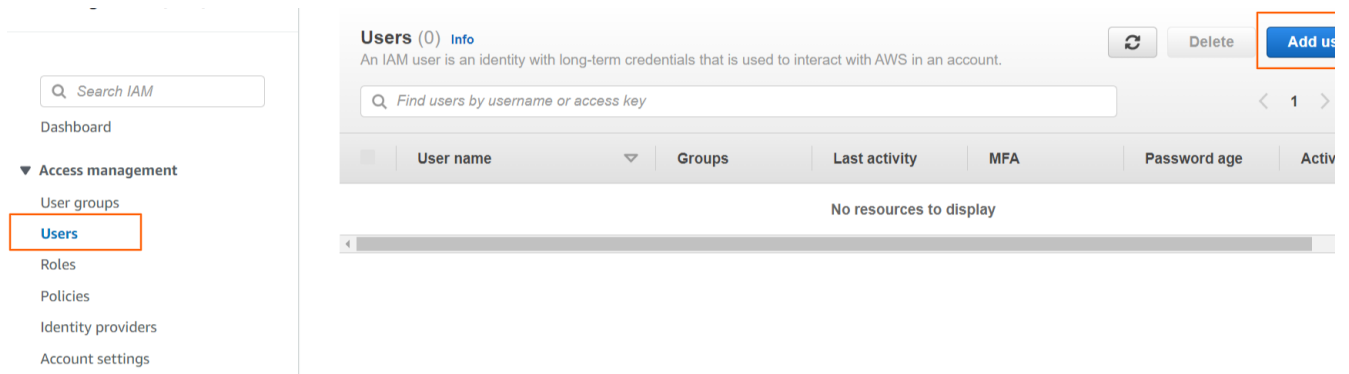 Search IAM
Dashboard
Access management
User groups
Users
Roles
Policies
Identity providers
Account settings
Users (0) Info
An IAM user is an identity with long-term credentials that is used to interact with AWS in an account.
Delete
Add us
Find users by username or access key
1
User name Groups Last activity MFA Password age Activ
No resources to display